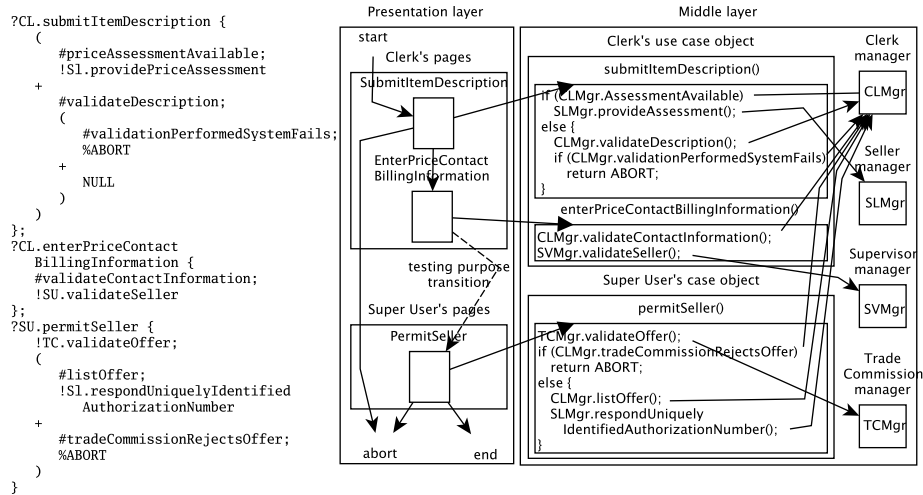 ?CL.submitItemDescription {
(
#priceAssessmentAvailable;
!Sl.providePriceAssessment
+
#validateDescription;
(
#validationPerformedSystemFails;
%ABORT
+
NULL
)
)
};
?CL.enterPriceContact
BillingInformation {
#validateContactInformation;
!SU.validateSeller
};
?SU.permitSeller {
!TC.validateOffer;
(
#listOffer;
!Sl.respondUniquelyIdentified
AuthorizationNumber
+
#tradeCommissionRejectsOffer;
%ABORT
)
}
Presentation layer
start
Clerk's pages
SubmitItemDescription
EnterPriceContact
BillingInformation
testing purpose
transition
Super User's pages
PermitSeller
abort
end
Middle layer
Clerk's use case object
submitItemDescription()
if (CLMgr.AssessmentAvailable)
SLMgr.provideAssessment();
else {
CLMgr.validateDescription();
if (CLMgr.validationPerformedSystemFails)
return ABORT;
}
enterPriceContactBillingInformation()
CLMgr.validateContactInformation();
SVMgr.validateSeller();
Super User's case object
permitSeller()
TCMgr.validateOffer();
if (CLMgr.tradeCommissionRejectsOffer)
return ABORT;
else {
CLMgr.listOffer();
SLMgr.respondUniquely
IdentifiedAuthorizationNumber();
}
Clerk
manager
CLMgr
Seller
manager
SLMgr
Supervisor
manager
SVMgr
Trade
Commission
manager
TCMgr